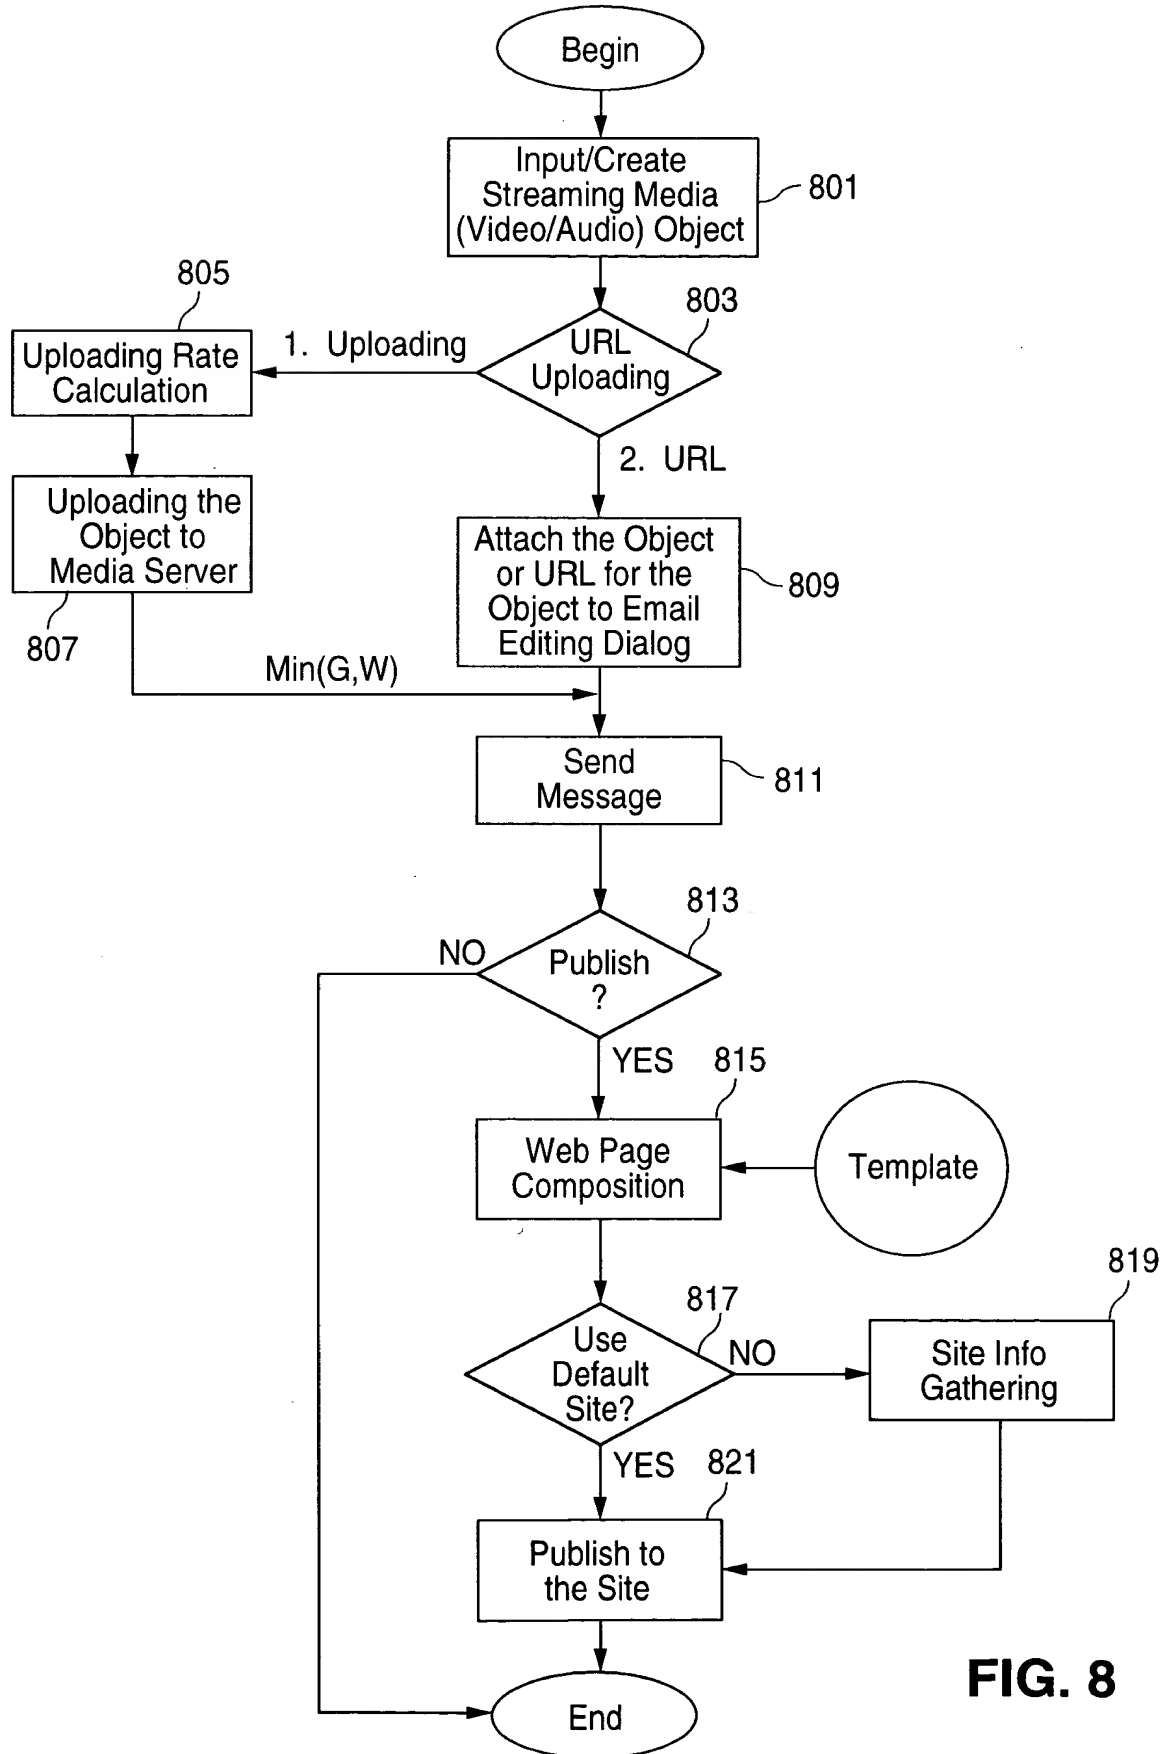 Begin
Input/Create
Streaming Media
(Video/Audio) Object
801
803
URL
Uploading
1. Uploading
805
Uploading Rate
Calculation
2. URL
Uploading the
Object to
Media Server
807
Attach the Object
or URL for the
Object to Email
Editing Dialog
809
Min(G,W)
Send
Message
811
813
Publish
?
NO
YES
815
Web Page
Composition
Template
817
Use
Default
Site?
NO
819
Site Info
Gathering
YES
821
Publish to
the Site
End
FIG. 8